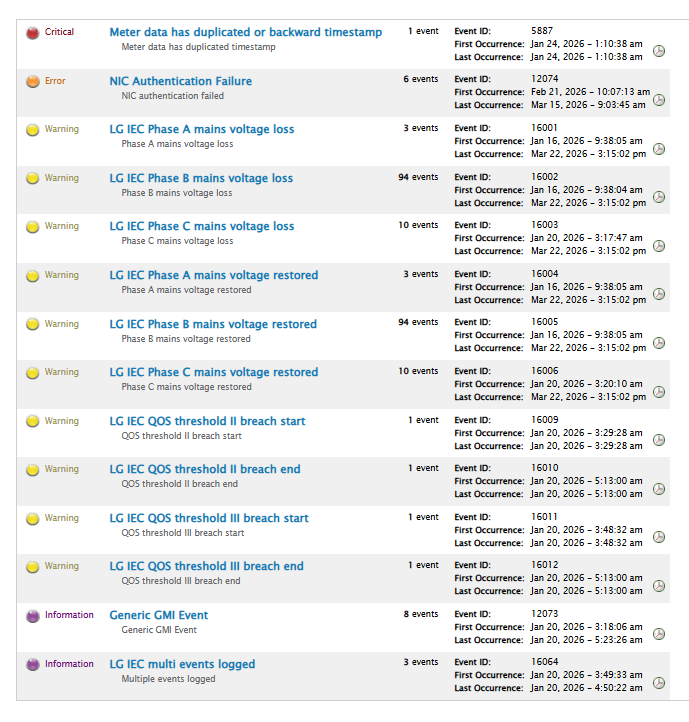 Critical Meter data has duplicated or backward timestamp 1 event Event ID: 5887
Meter data has duplicated timestamp First Occurrence: Jan 24, 2026 - 1:10:38 am
Last Occurrence: Jan 24, 2026 - 1:10:38 am
Error NIC Authentication Failure 6 events Event ID: 12074
NIC authentication failed First Occurrence: Feb 21, 2026 - 10:07:13 am
Last Occurrence: Mar 15, 2026 - 9:03:45 am
Warning LG IEC Phase A mains voltage loss 3 events Event ID: 16001
Phase A mains voltage loss First Occurrence: Jan 16, 2026 - 9:38:05 am
Last Occurrence: Mar 22, 2026 - 3:15:02 pm
Warning LG IEC Phase B mains voltage loss 94 events Event ID: 16002
Phase B mains voltage loss First Occurrence: Jan 16, 2026 - 9:38:04 am
Last Occurrence: Mar 22, 2026 - 3:15:02 pm
Warning LG IEC Phase C mains voltage loss 10 events Event ID: 16003
Phase C mains voltage loss First Occurrence: Jan 20, 2026 - 3:17:47 am
Last Occurrence: Mar 22, 2026 - 3:15:02 pm
Warning LG IEC Phase A mains voltage restored 3 events Event ID: 16004
Phase A mains voltage restored First Occurrence: Jan 16, 2026 - 9:38:05 am
Last Occurrence: Mar 22, 2026 - 3:15:02 pm
Warning LG IEC Phase B mains voltage restored 94 events Event ID: 16005
Phase B mains voltage restored First Occurrence: Jan 16, 2026 - 9:38:05 am
Last Occurrence: Mar 22, 2026 - 3:15:02 pm
Warning LG IEC Phase C mains voltage restored 10 events Event ID: 16006
Phase C mains voltage restored First Occurrence: Jan 20, 2026 - 3:20:10 am
Last Occurrence: Mar 22, 2026 - 3:15:02 pm
Warning LG IEC QOS threshold II breach start 1 event Event ID: 16009
QOS threshold II breach start First Occurrence: Jan 20, 2026 - 3:29:28 am
Last Occurrence: Jan 20, 2026 - 3:29:28 am
Warning LG IEC QOS threshold II breach end 1 event Event ID: 16010
QOS threshold II breach end First Occurrence: Jan 20, 2026 - 5:13:00 am
Last Occurrence: Jan 20, 2026 - 5:13:00 am
Warning LG IEC QOS threshold III breach start 1 event Event ID: 16011
QOS threshold III breach start First Occurrence: Jan 20, 2026 - 3:48:32 am
Last Occurrence: Jan 20, 2026 - 3:48:32 am
Warning LG IEC QOS threshold III breach end 1 event Event ID: 16012
QOS threshold III breach end First Occurrence: Jan 20, 2026 - 5:13:00 am
Last Occurrence: Jan 20, 2026 - 5:13:00 am
Information Generic GMI Event 8 events Event ID: 12073
Generic GMI Event First Occurrence: Jan 20, 2026 - 3:18:06 am
Last Occurrence: Jan 20, 2026 - 5:23:26 am
Information LG IEC multi events logged 3 events Event ID: 16064
Multiple events logged First Occurrence: Jan 20, 2026 - 3:49:33 am
Last Occurrence: Jan 20, 2026 - 4:50:22 am